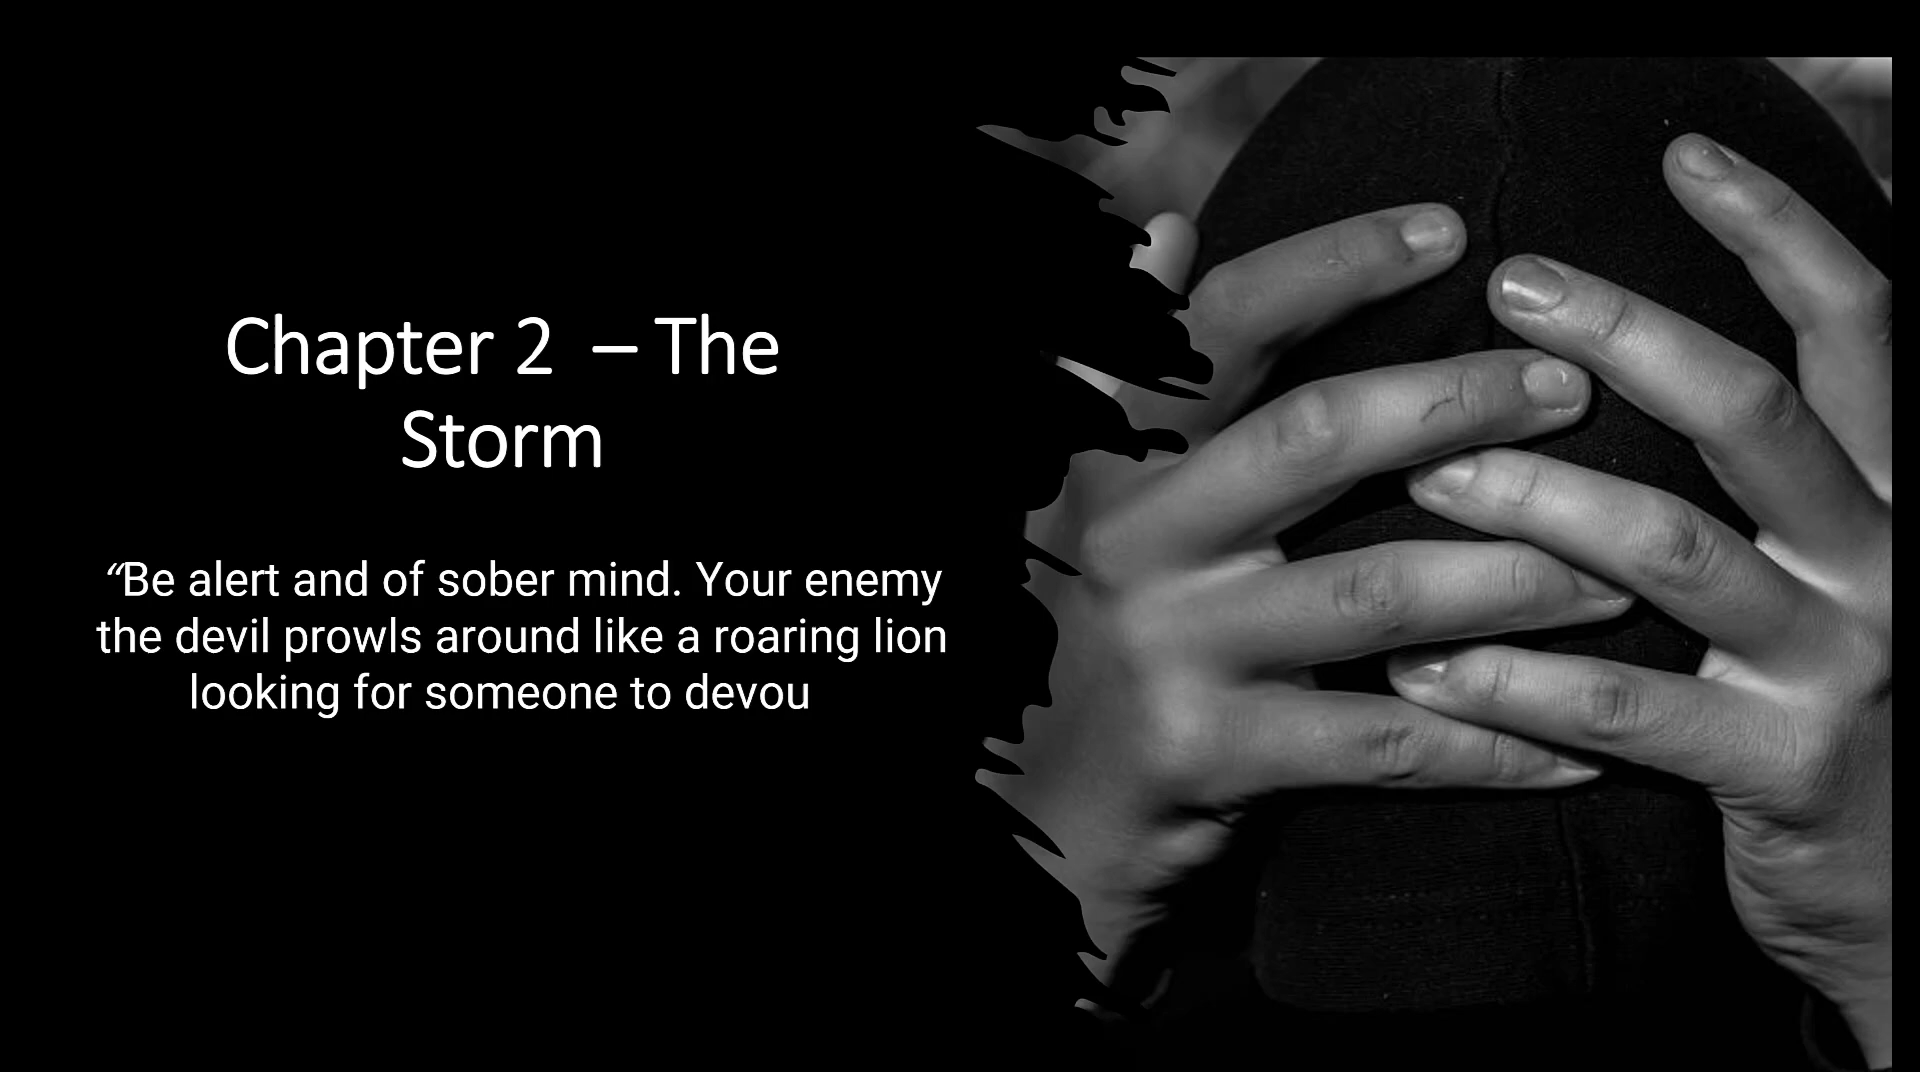 Chapter 2 – The
Storm
“Be alert and of sober mind. Your enemy
the devil prowls around like a roaring lion
looking for someone to devou